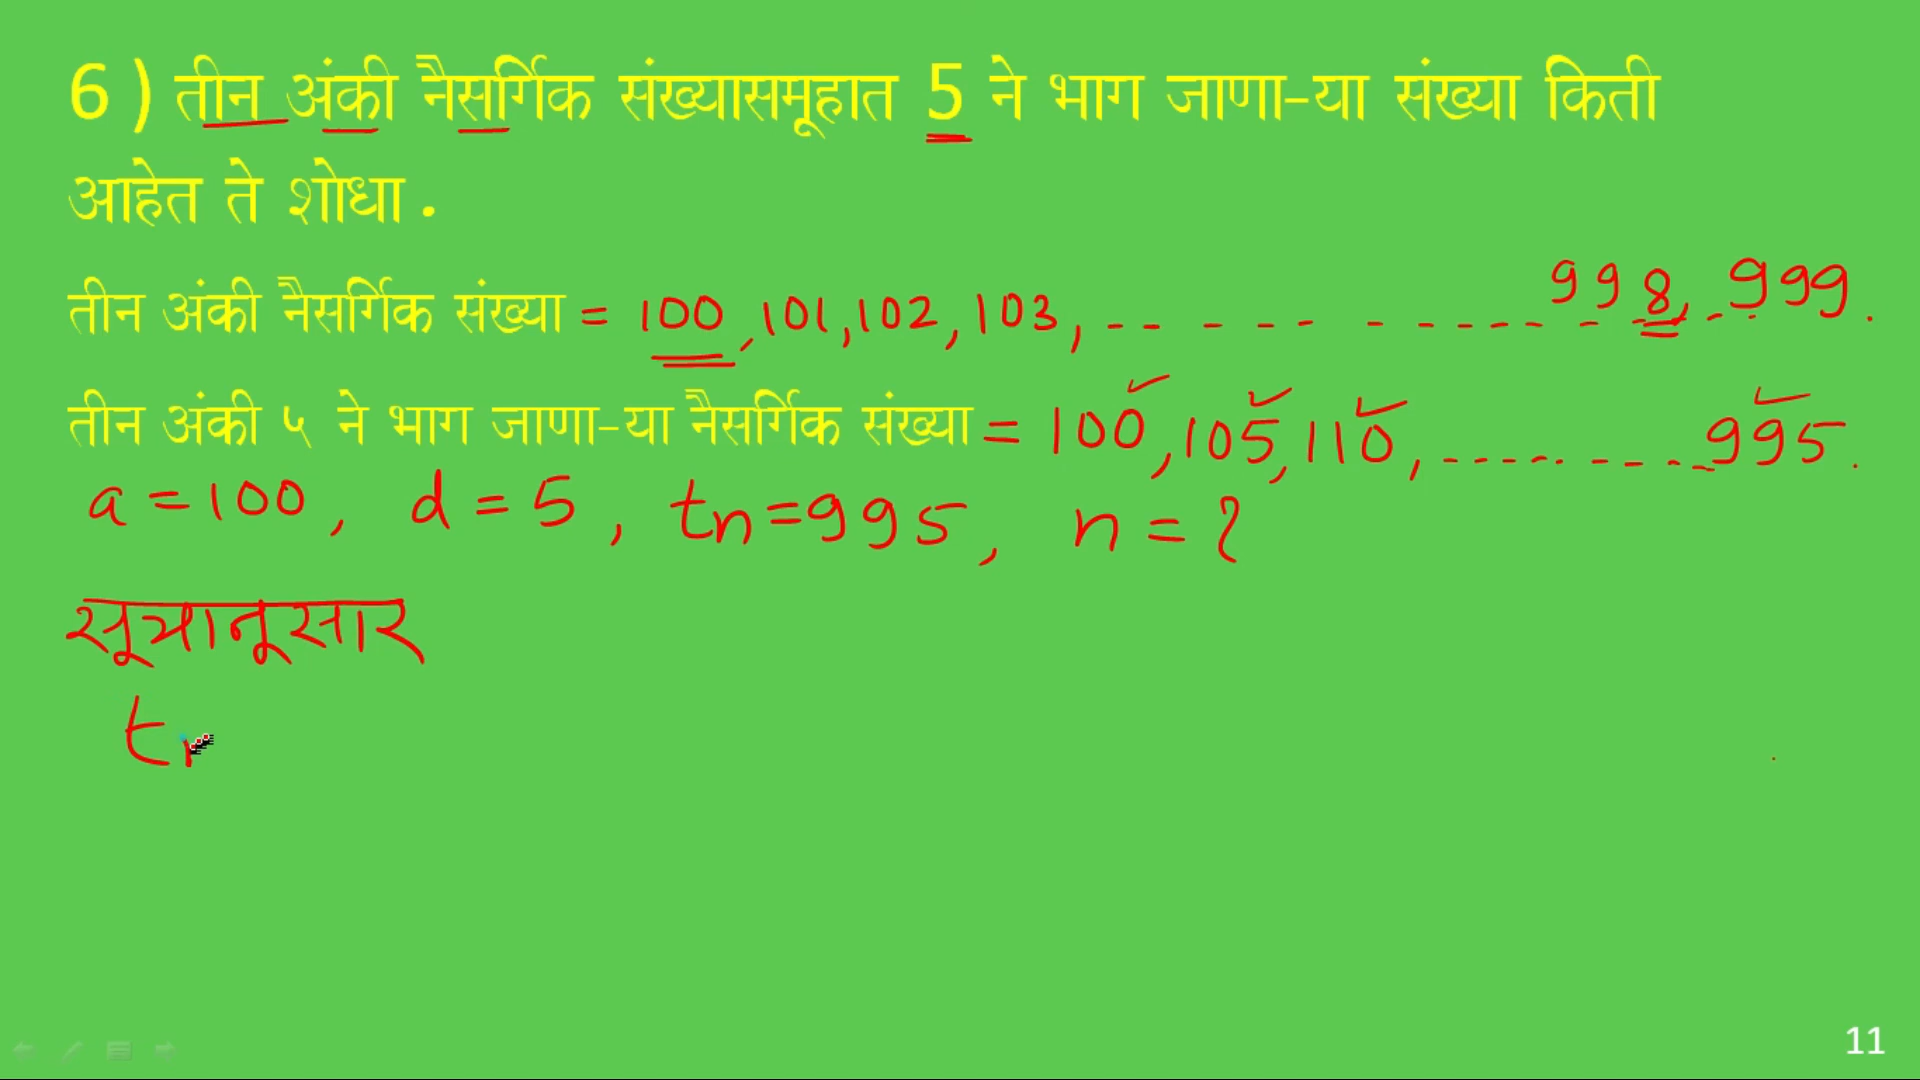 6 ) तीन अंकी नैसर्गिक संख्यासमूहात 5 ने भाग जाणा-या संख्या किती
आहेत ते शोधा .
तीन अंकी नैसर्गिक संख्या = 100 , 101 , 102 , 103 , - - - - - - - - - - - - - - 998 , 999 .
तीन अंकी ५ ने भाग जाणा-या नैसर्गिक संख्या = 100 , 105 , 110 , - - - - - - - - - - 995 .
a = 100 , d = 5 , tn = 995 , n = ?
सूत्रानुसार
t
11